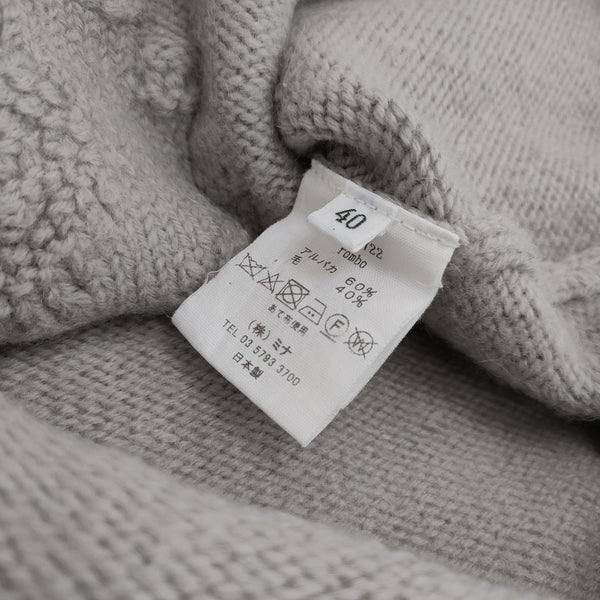 40
rombo
アルパカ 60%
毛 40%
F
W
あて布使用
(株)ミナ
TEL 03 5793 3700
日本製